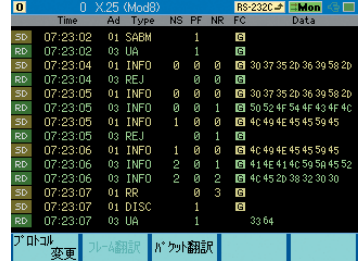 0 0 X.25 (Mod8) RS-232C Mon
Time Ad Type NS PF NR FC Data
SD 07:23:02 01 SABM 1 G
RD 07:23:02 03 UA 1 G
SD 07:23:04 01 INFO 0 0 0 G 30 37 35 2D 36 39 58 2D
RD 07:23:04 03 REJ 0 0 G
SD 07:23:05 01 INFO 0 0 0 G 30 37 35 2D 36 39 58 2D
RD 07:23:05 03 INFO 0 0 1 G 50 52 4F 54 4F 43 4F 4C
SD 07:23:05 01 INFO 1 0 0 G 4C 49 4E 45 45 59 45
RD 07:23:05 03 REJ 0 1 G
SD 07:23:06 01 INFO 1 0 0 G 4C 49 4E 45 45 59 45
RD 07:23:06 03 INFO 2 0 1 G 41 4E 41 4C 59 5A 45 52
SD 07:23:06 03 INFO 2 0 2 G 4C 45 2D 38 32 30 30
SD 07:23:07 01 RR 0 3 G
SD 07:23:07 01 DISC 1 G
RD 07:23:07 03 UA 1 33 64
プロトコル変更 フレーム翻訳 パケット翻訳